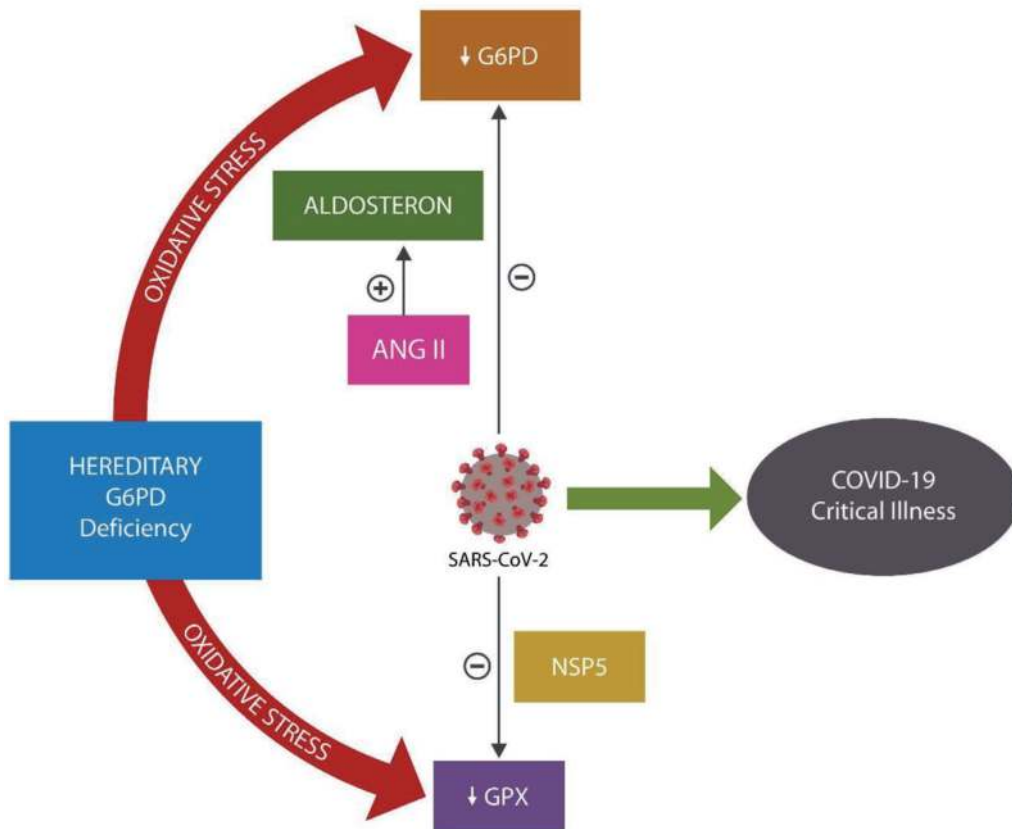 ↓ G6PD
OXIDATIVE STRESS
ALDOSTERON
+
−
ANG II
HEREDITARY
G6PD
Deficiency
COVID-19
Critical Illness
SARS-CoV-2
OXIDATIVE STRESS
−
NSP5
↓ GPX